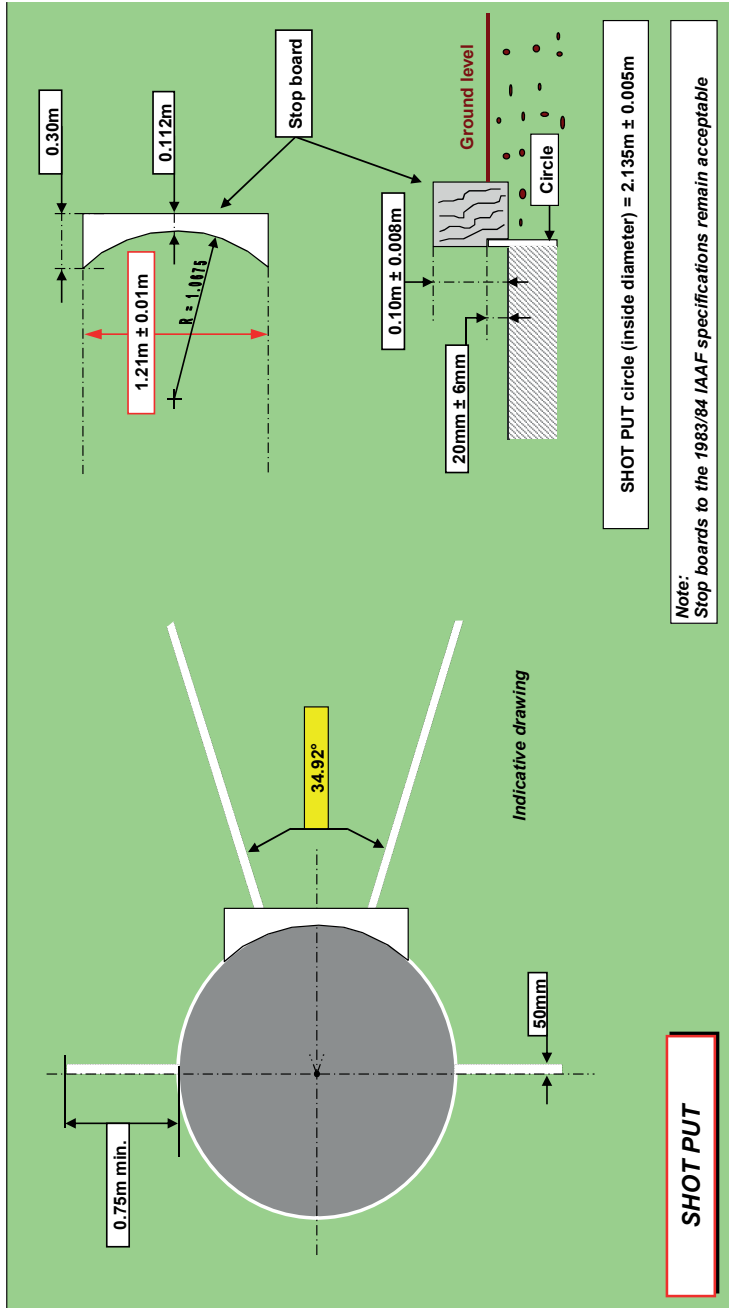 SHOT PUT
0.75m min.
50mm
34.92º
Indicative drawing
0.30m
0.112m
1.21m ± 0.01m
R = 1.0675
Stop board
Ground level
0.10m ± 0.008m
20mm ± 6mm
Circle
SHOT PUT circle (inside diameter) = 2.135m ± 0.005m
Note:
Stop boards to the 1983/84 IAAF specifications remain acceptable